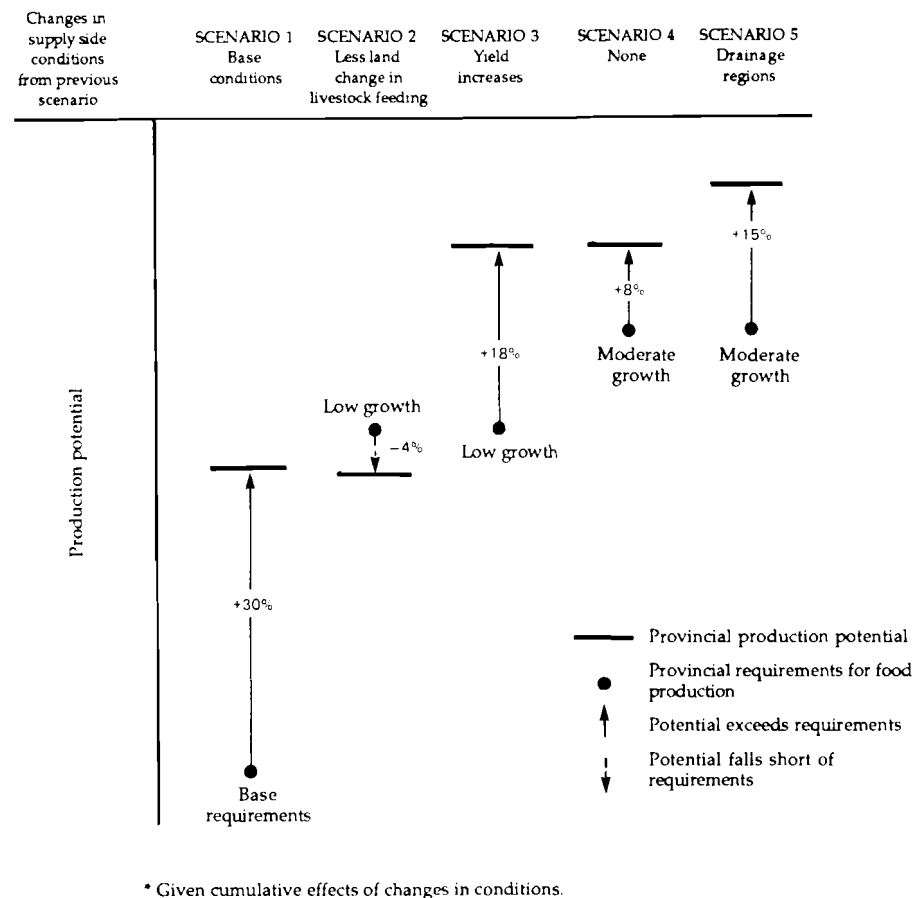 Changes in
supply side
conditions
from previous
scenario
SCENARIO 1
Base
conditions
SCENARIO 2
Less land
change in
livestock feeding
SCENARIO 3
Yield
increases
SCENARIO 4
None
SCENARIO 5
Drainage
regions
Production potential
+30%
Base
requirements
Low growth
-4%
+18%
Low growth
+8%
Moderate
growth
+15%
Moderate
growth
Provincial production potential
Provincial requirements for food
production
Potential exceeds requirements
Potential falls short of
requirements
* Given cumulative effects of changes in conditions.